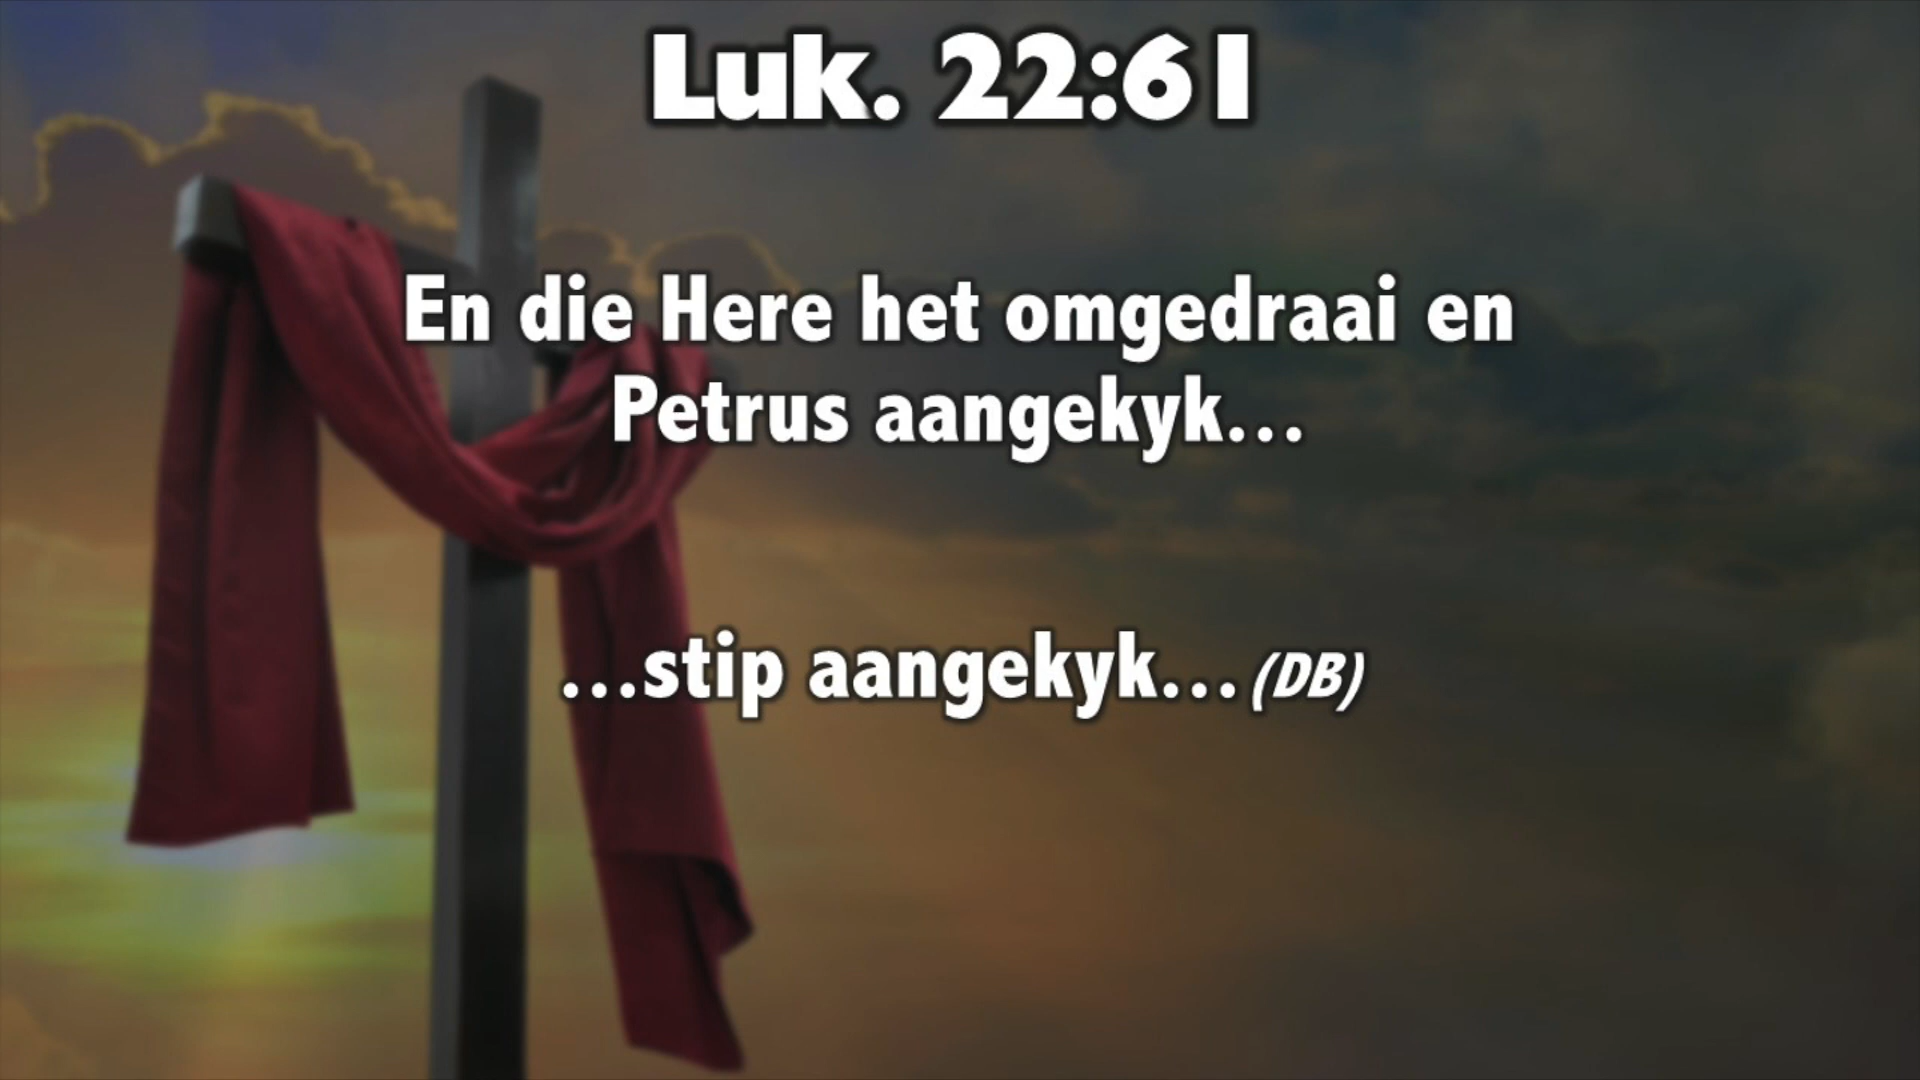 Luk. 22:61
En die Here het omgedraai en
Petrus aangekyk...
...stip aangekyk... (DB)